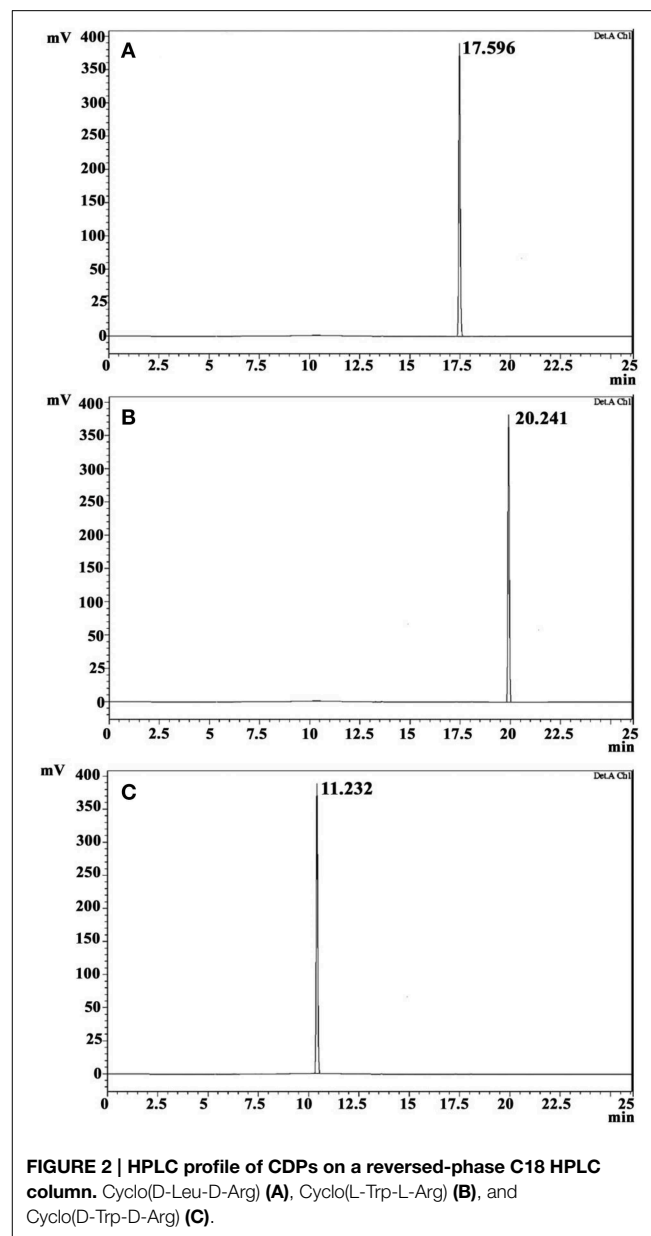 mV
A
Det.A Ch1
17.596
400
350
300
250
200
150
100
50
25
0
0 2.5 5 7.5 10 12.5 15 17.5 20 22.5 25
min
B
Det.A Ch1
20.241
400
350
300
250
200
150
100
50
25
0
0 2.5 5 7.5 10 12.5 15 17.5 20 22.5 25
min
mV
C
Det.A Ch1
11.232
400
350
300
250
200
150
100
50
25
0
0 2.5 5 7.5 10 12.5 15 17.5 20 22.5 25
min
FIGURE 2 | HPLC profile of CDPs on a reversed-phase C18 HPLC
column. Cyclo(D-Leu-D-Arg) (A), Cyclo(L-Trp-L-Arg) (B), and
Cyclo(D-Trp-D-Arg) (C).